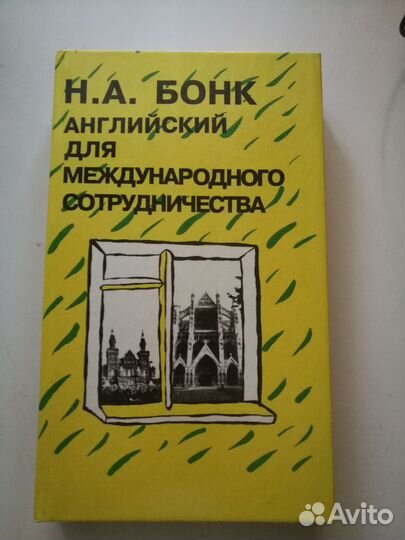 Н.А. БОНК
АНГЛИЙСКИЙ
ДЛЯ
МЕЖДУНАРОДНОГО
СОТРУДНИЧЕСТВА
Avito